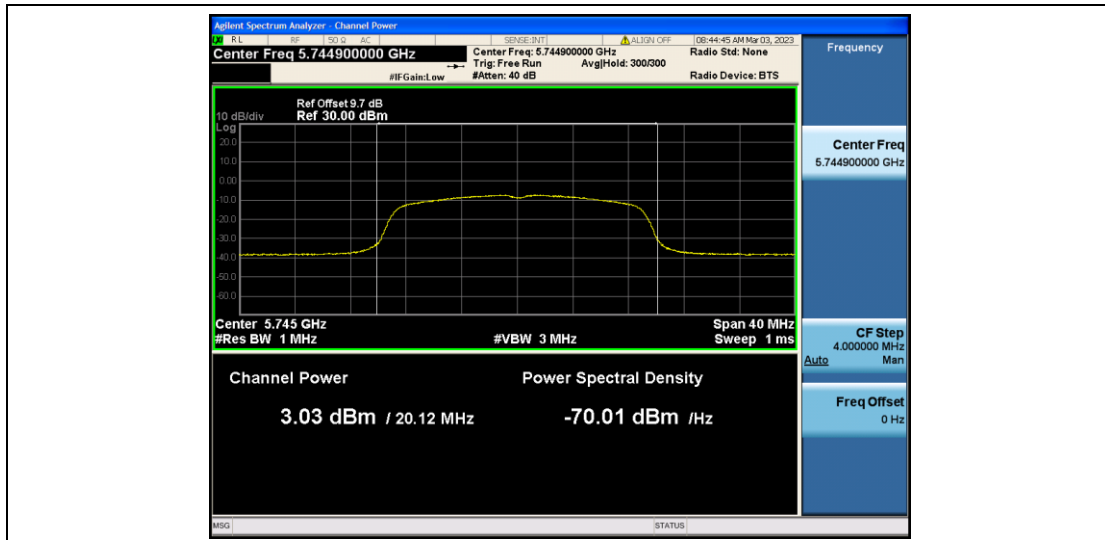 Agilent Spectrum Analyzer - Channel Power
RL RF 50 Ω AC SENSE:INT ALIGN OFF 08:44:45 AM Mar 03, 2023
Center Freq 5.744900000 GHz
Center Freq: 5.744900000 GHz Radio Std: None
Trig: Free Run Avg|Hold: 300/300
#IFGain:Low #Atten: 40 dB Radio Device: BTS
Frequency
Ref Offset 9.7 dB
10 dB/div Ref 30.00 dBm
Log
20.0
10.0
0.00
-10.0
-20.0
-30.0
-40.0
-50.0
-60.0
Center 5.745 GHz Span 40 MHz
#Res BW 1 MHz #VBW 3 MHz Sweep 1 ms
Center Freq
5.744900000 GHz
CF Step
4.000000 MHz
Auto Man
Freq Offset
0 Hz
Channel Power Power Spectral Density
3.03 dBm / 20.12 MHz -70.01 dBm /Hz
MSG STATUS